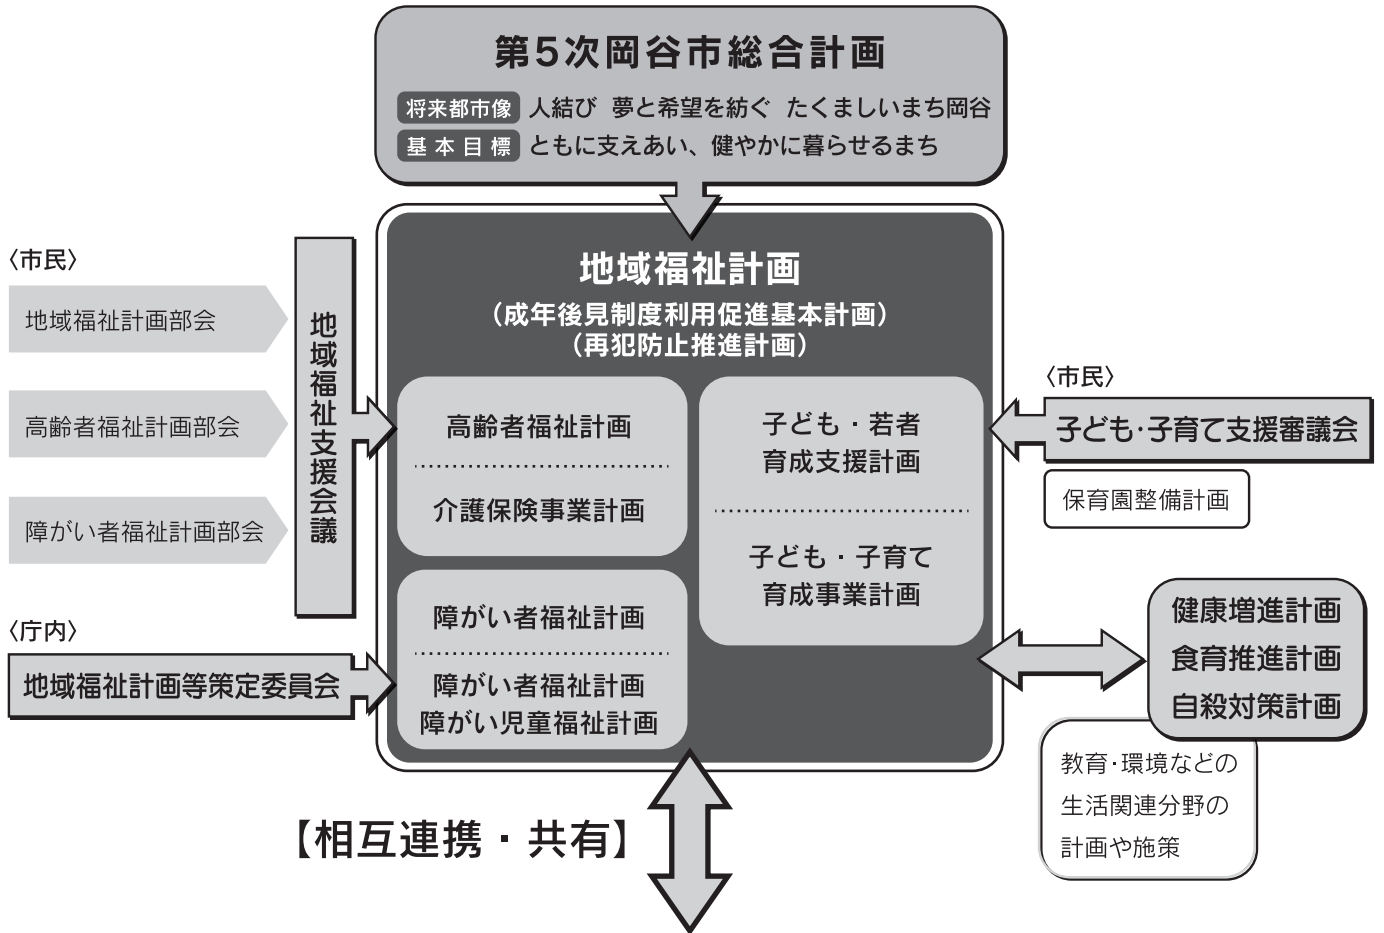 第5次岡谷市総合計画
将来都市像 人結び 夢と希望を紡ぐ たくましいまち岡谷
基本目標 ともに支えあい、健やかに暮らせるまち
地域福祉計画
（成年後見制度利用促進基本計画）
（再犯防止推進計画）
〈市民〉
地域福祉計画部会
高齢者福祉計画部会
障がい者福祉計画部会
地域福祉支援会議
〈庁内〉
地域福祉計画等策定委員会
高齢者福祉計画
介護保険事業計画
障がい者福祉計画
障がい者福祉計画
障がい児童福祉計画
子ども・若者
育成支援計画
子ども・子育て
育成事業計画
〈市民〉
子ども・子育て支援審議会
保育園整備計画
健康増進計画
食育推進計画
自殺対策計画
教育・環境などの
生活関連分野の
計画や施策
【相互連携・共有】